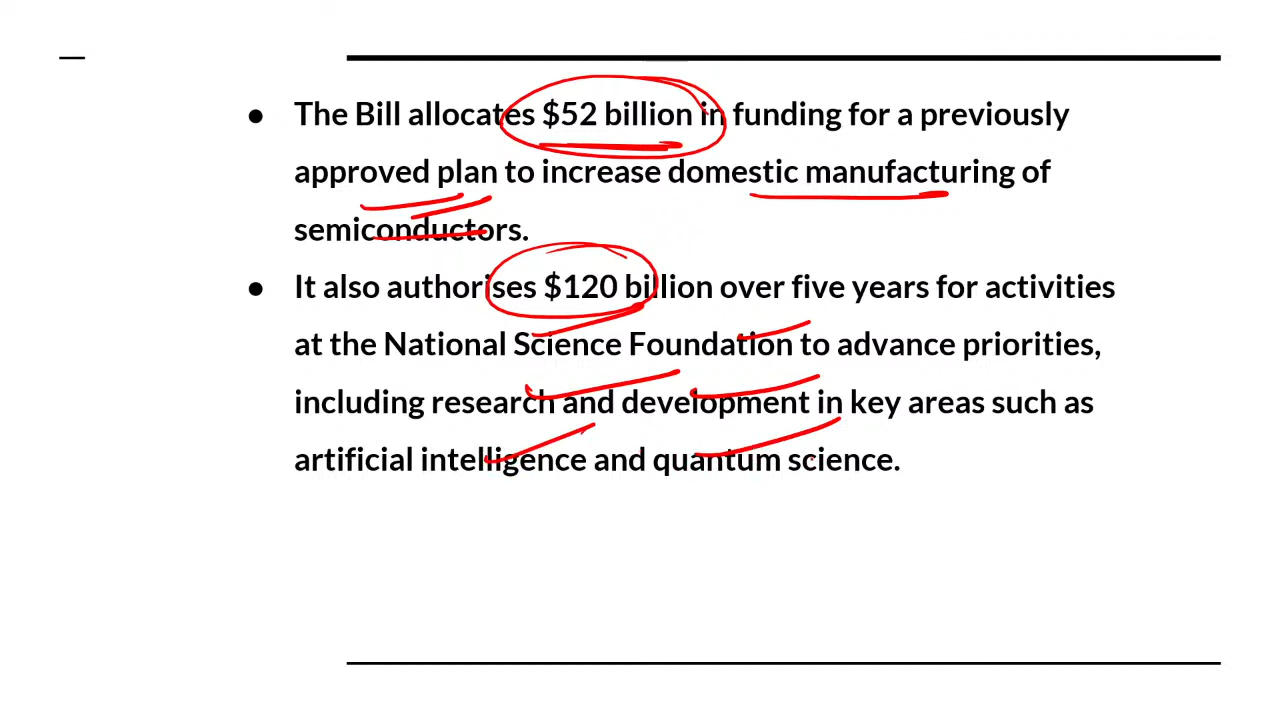 ● The Bill allocates $52 billion in funding for a previously
approved plan to increase domestic manufacturing of
semiconductors.
● It also authorises $120 billion over five years for activities
at the National Science Foundation to advance priorities,
including research and development in key areas such as
artificial intelligence and quantum science.